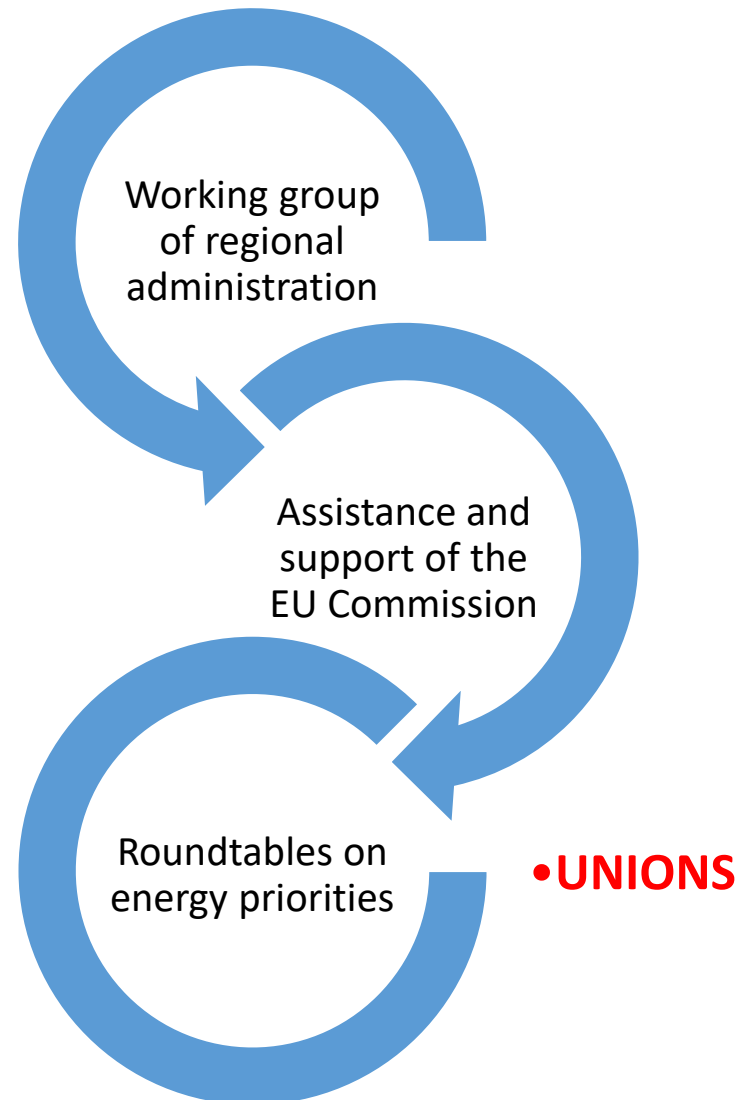 Working group
of regional
administration
Assistance and
support of the
EU Commission
Roundtables on
energy priorities
•UNIONS